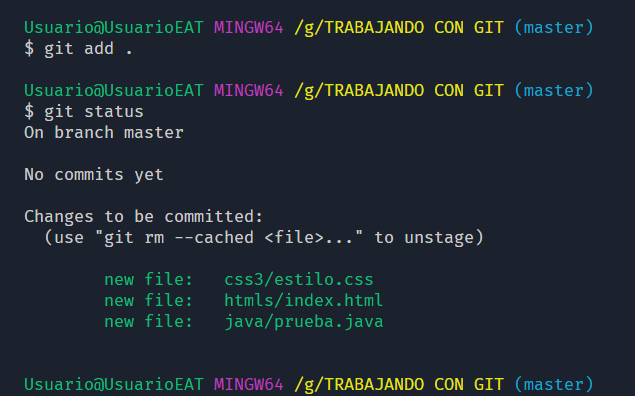 Usuario@UsuarioEAT MINGW64 /g/TRABAJANDO CON GIT (master)
$ git add .
Usuario@UsuarioEAT MINGW64 /g/TRABAJANDO CON GIT (master)
$ git status
On branch master
No commits yet
Changes to be committed:
(use "git rm --cached <file>..." to unstage)
new file: css3/estilo.css
new file: htmls/index.html
new file: java/prueba.java
Usuario@UsuarioEAT MINGW64 /g/TRABAJANDO CON GIT (master)